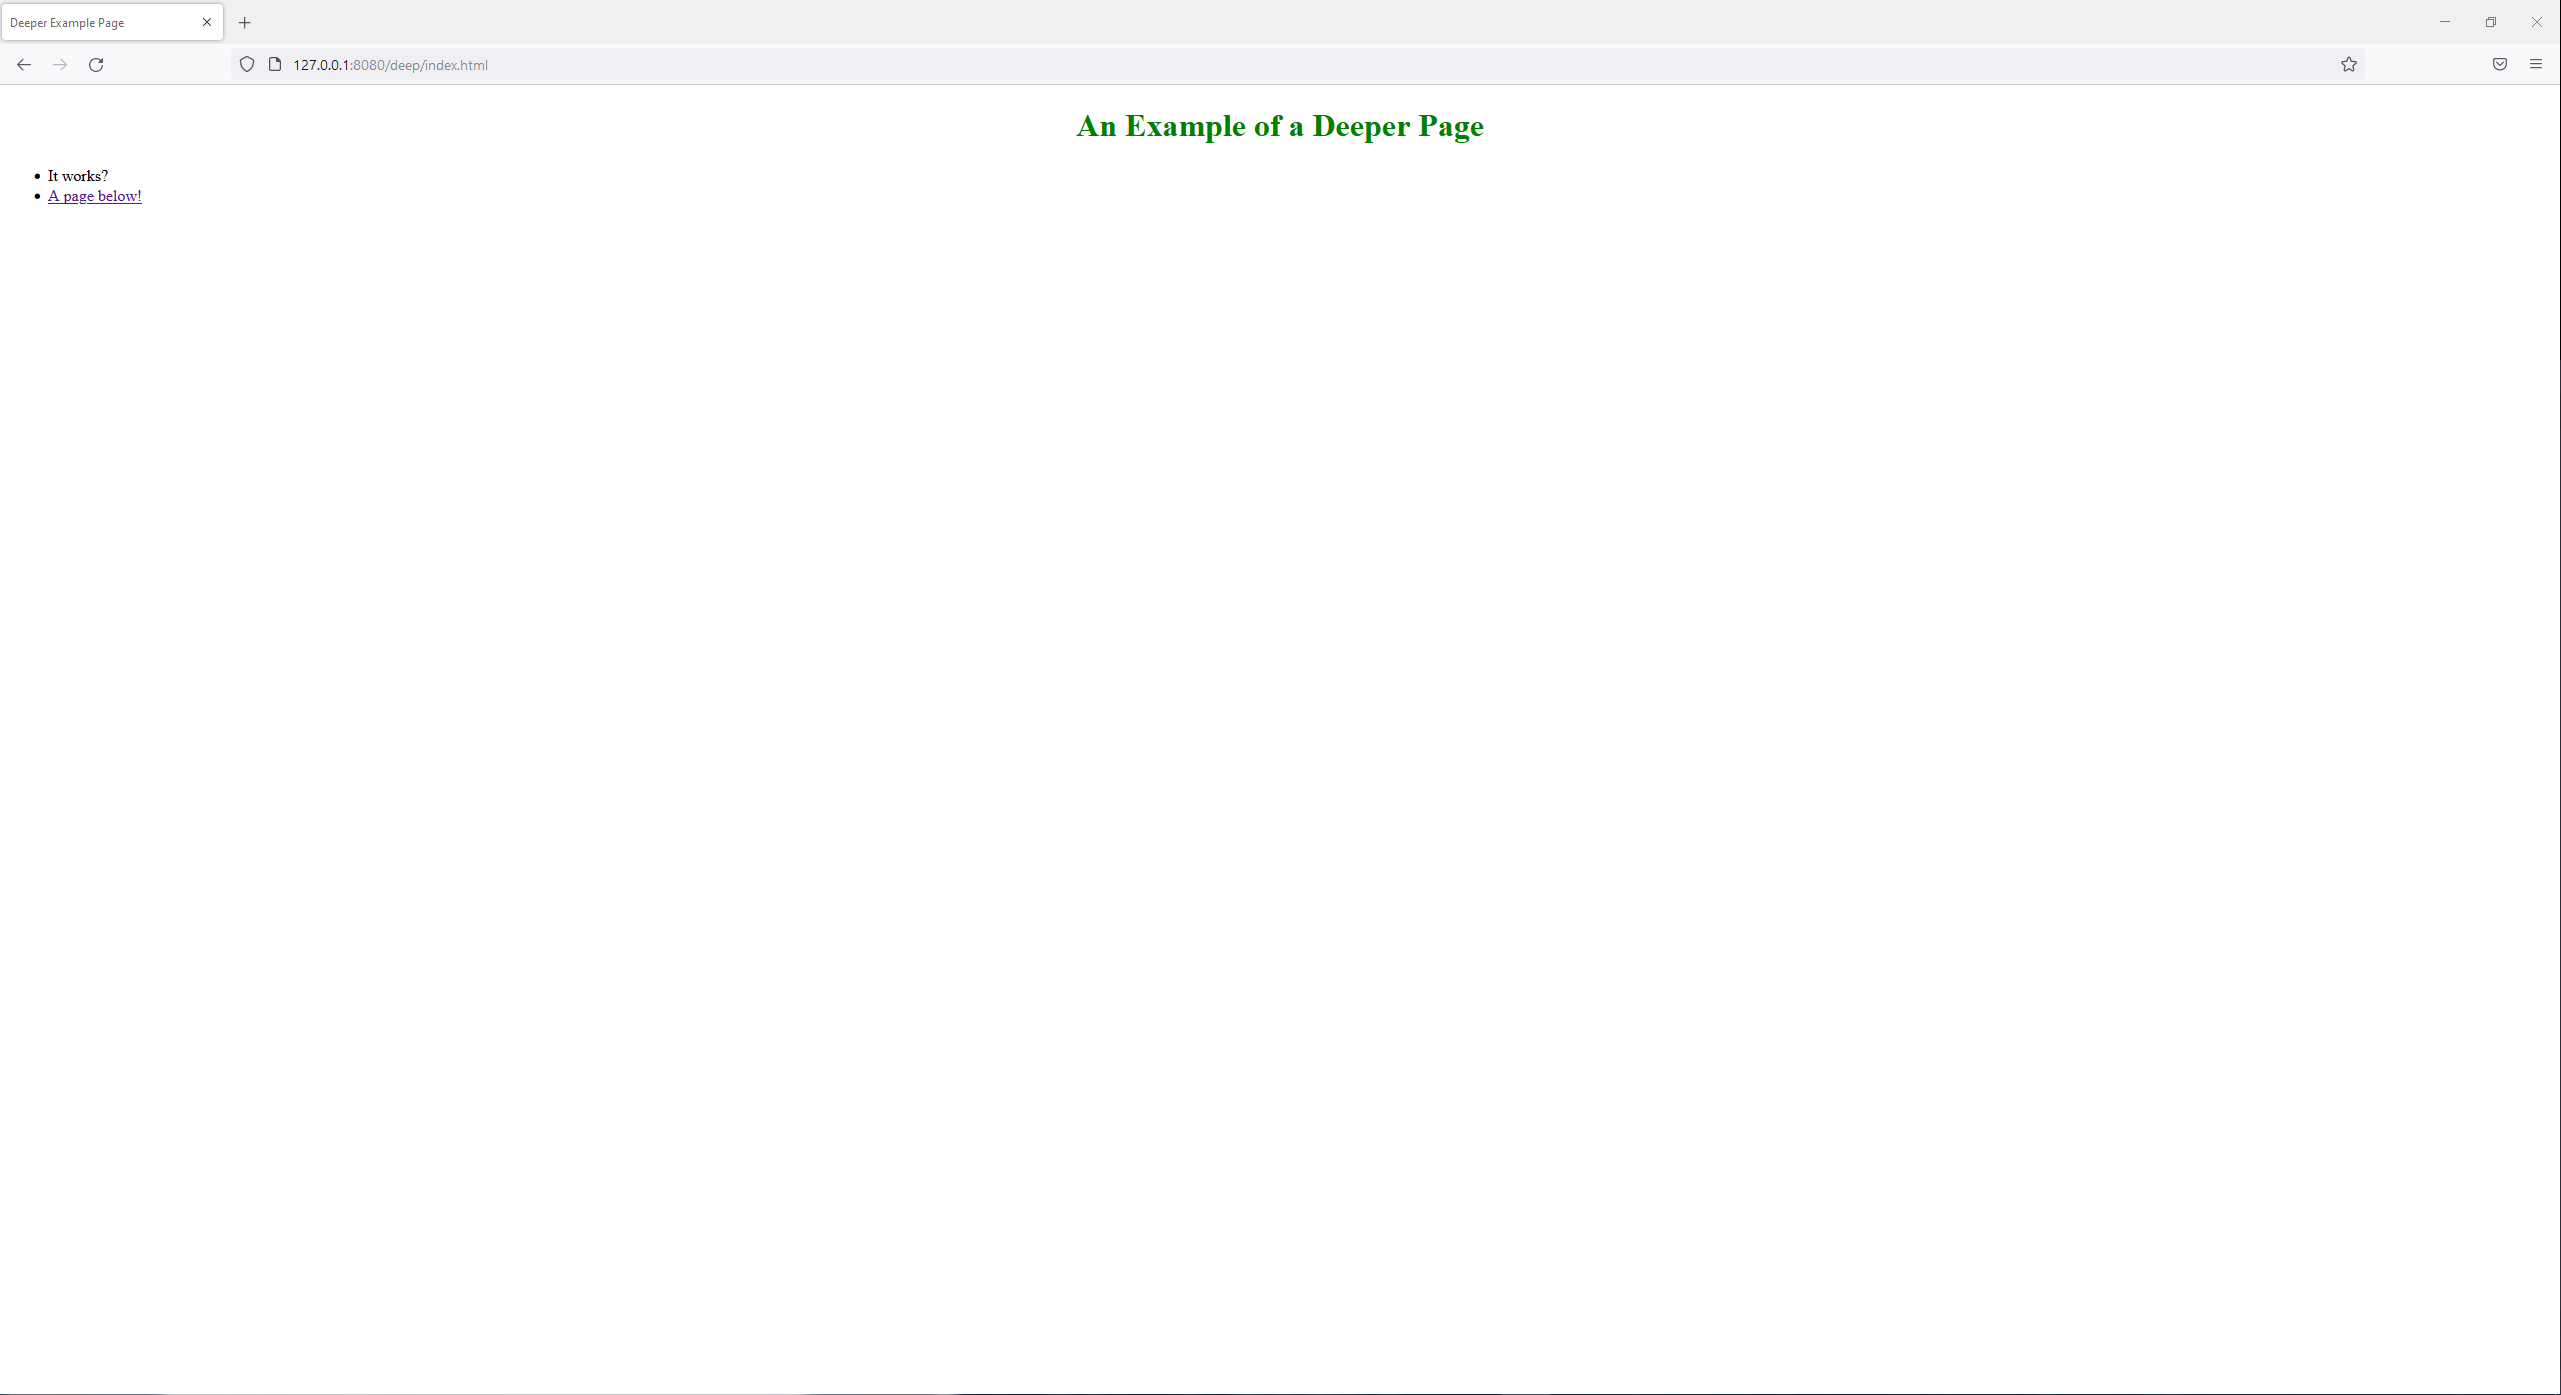 Deeper Example Page
127.0.0.1:8080/deep/index.html
An Example of a Deeper Page
It works?
A page below!